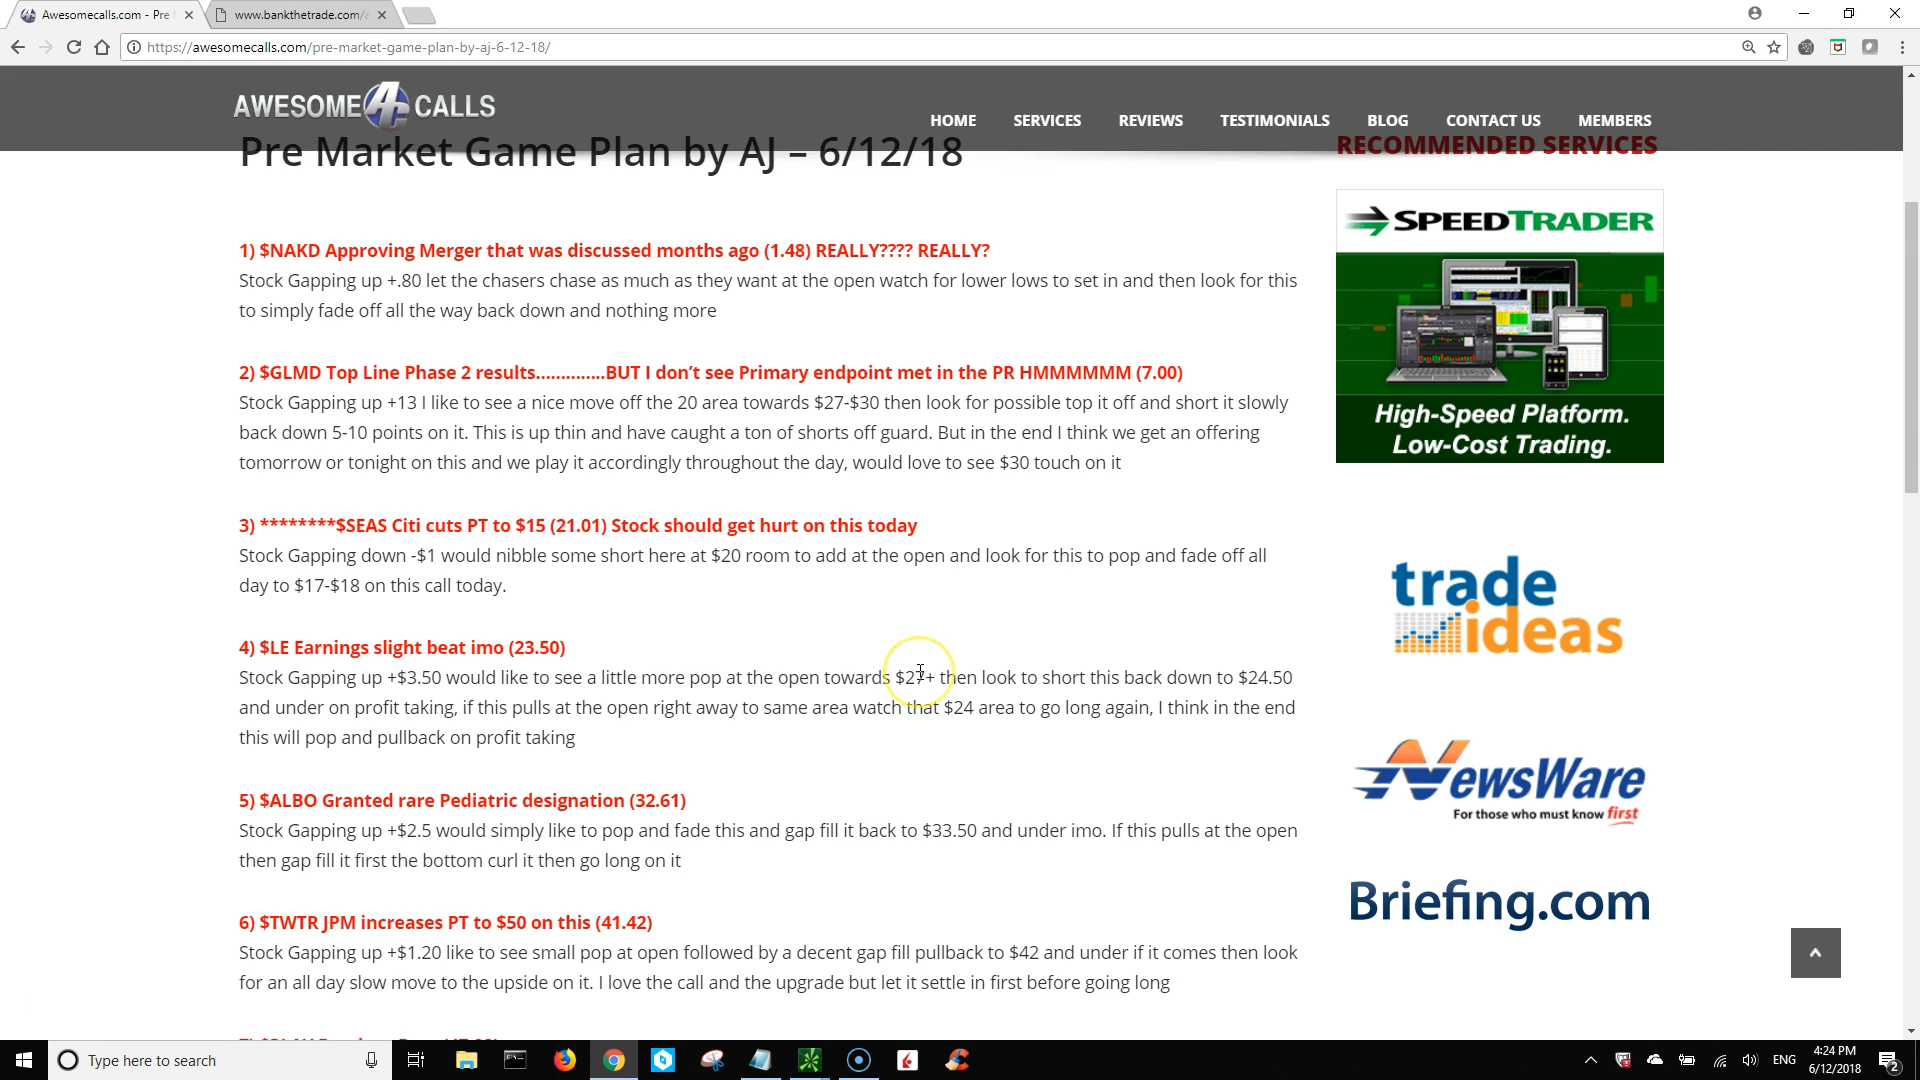 Awesomecalls.com - Pre
www.bankthetrade.com/
https://awesomecalls.com/pre-market-game-plan-by-aj-6-12-18/
AWESOME 4 CALLS
HOME SERVICES REVIEWS TESTIMONIALS BLOG CONTACT US MEMBERS
Pre Market Game Plan by AJ – 6/12/18
RECOMMENDED SERVICES
1) $NAKD Approving Merger that was discussed months ago (1.48) REALLY???? REALLY?
Stock Gapping up +.80 let the chasers chase as much as they want at the open watch for lower lows to set in and then look for this
to simply fade off all the way back down and nothing more
2) $GLMD Top Line Phase 2 results.............BUT I don’t see Primary endpoint met in the PR HMMMMMM (7.00)
Stock Gapping up +13 I like to see a nice move off the 20 area towards $27-$30 then look for possible top it off and short it slowly
back down 5-10 points on it. This is up thin and have caught a ton of shorts off guard. But in the end I think we get an offering
tomorrow or tonight on this and we play it accordingly throughout the day, would love to see $30 touch on it
3) ********$SEAS Citi cuts PT to $15 (21.01) Stock should get hurt on this today
Stock Gapping down -$1 would nibble some short here at $20 room to add at the open and look for this to pop and fade off all
day to $17-$18 on this call today.
4) $LE Earnings slight beat imo (23.50)
Stock Gapping up +$3.50 would like to see a little more pop at the open towards $27+ then look to short this back down to $24.50
and under on profit taking, if this pulls at the open right away to same area watch that $24 area to go long again, I think in the end
this will pop and pullback on profit taking
5) $ALBO Granted rare Pediatric designation (32.61)
Stock Gapping up +$2.5 would simply like to pop and fade this and gap fill it back to $33.50 and under imo. If this pulls at the open
then gap fill it first the bottom curl it then go long on it
6) $TWTR JPM increases PT to $50 on this (41.42)
Stock Gapping up +$1.20 like to see small pop at open followed by a decent gap fill pullback to $42 and under if it comes then look
for an all day slow move to the upside on it. I love the call and the upgrade but let it settle in first before going long
SPEEDTRADER
High-Speed Platform.
Low-Cost Trading.
trade
ideas
NewsWare
For those who must know first
Briefing.com
Type here to search
ENG
4:24 PM
6/12/2018
2